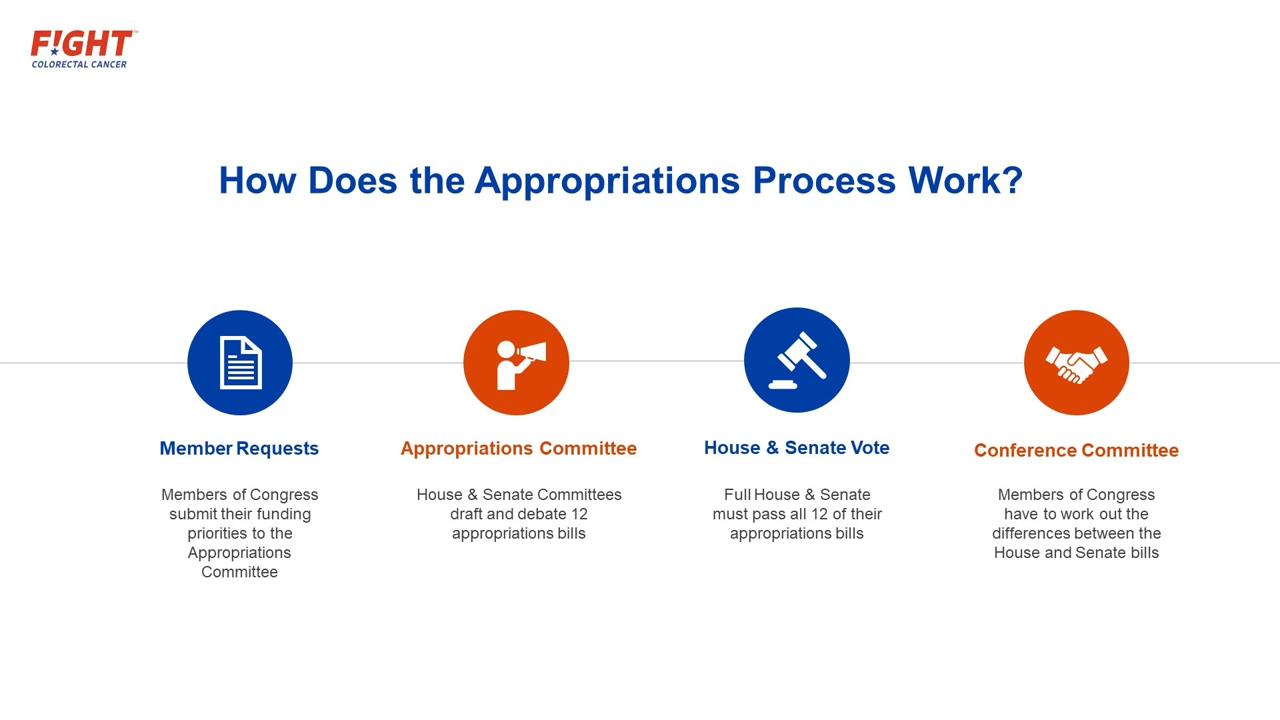 F!GHT™
COLORECTAL CANCER
How Does the Appropriations Process Work?
Member Requests
Members of Congress
submit their funding
priorities to the
Appropriations
Committee
Appropriations Committee
House & Senate Committees
draft and debate 12
appropriations bills
House & Senate Vote
Full House & Senate
must pass all 12 of their
appropriations bills
Conference Committee
Members of Congress
have to work out the
differences between the
House and Senate bills